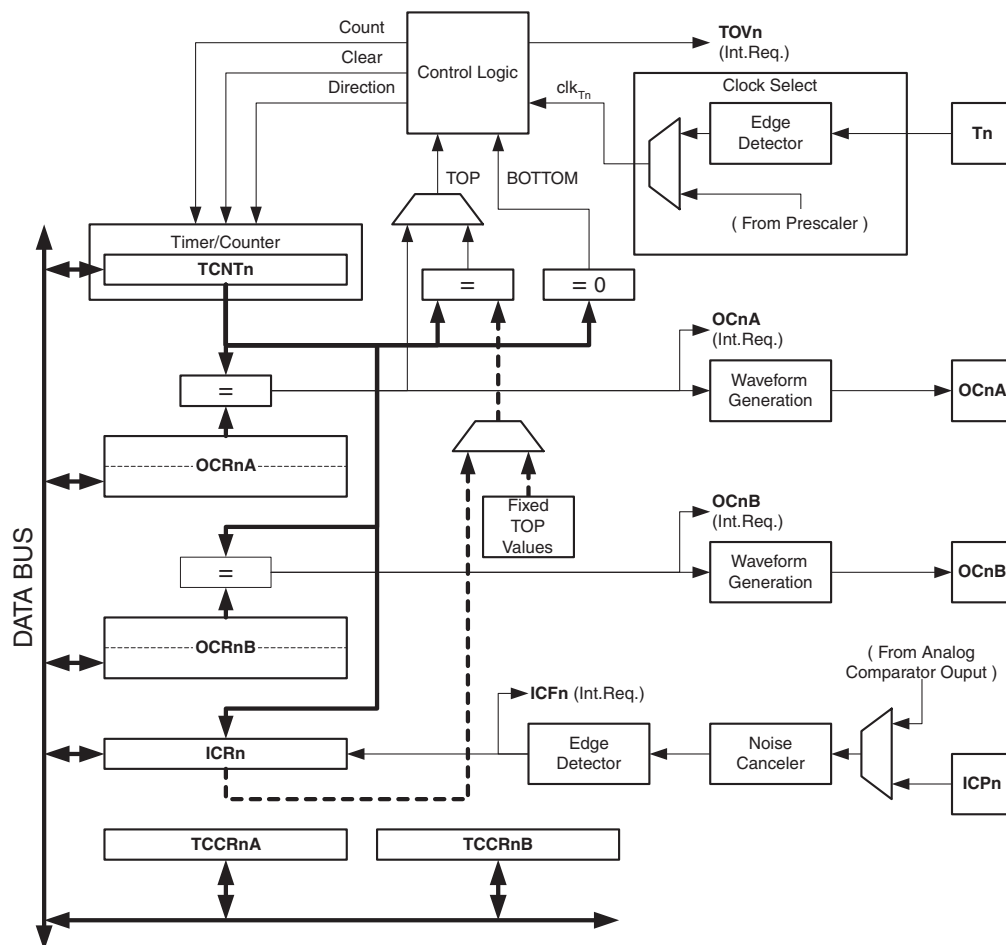 Count
Clear
Direction
Control Logic
TOVn
(Int.Req.)
clkTn
Clock Select
Edge
Detector
Tn
( From Prescaler )
TOP
BOTTOM
Timer/Counter
TCNTn
=
= 0
OCnA
(Int.Req.)
=
Waveform
Generation
OCnA
OCRnA
Fixed
TOP
Values
OCnB
(Int.Req.)
=
Waveform
Generation
OCnB
OCRnB
DATA BUS
( From Analog
Comparator Ouput )
ICFn (Int.Req.)
ICRn
Edge
Detector
Noise
Canceler
ICPn
TCCRnA
TCCRnB